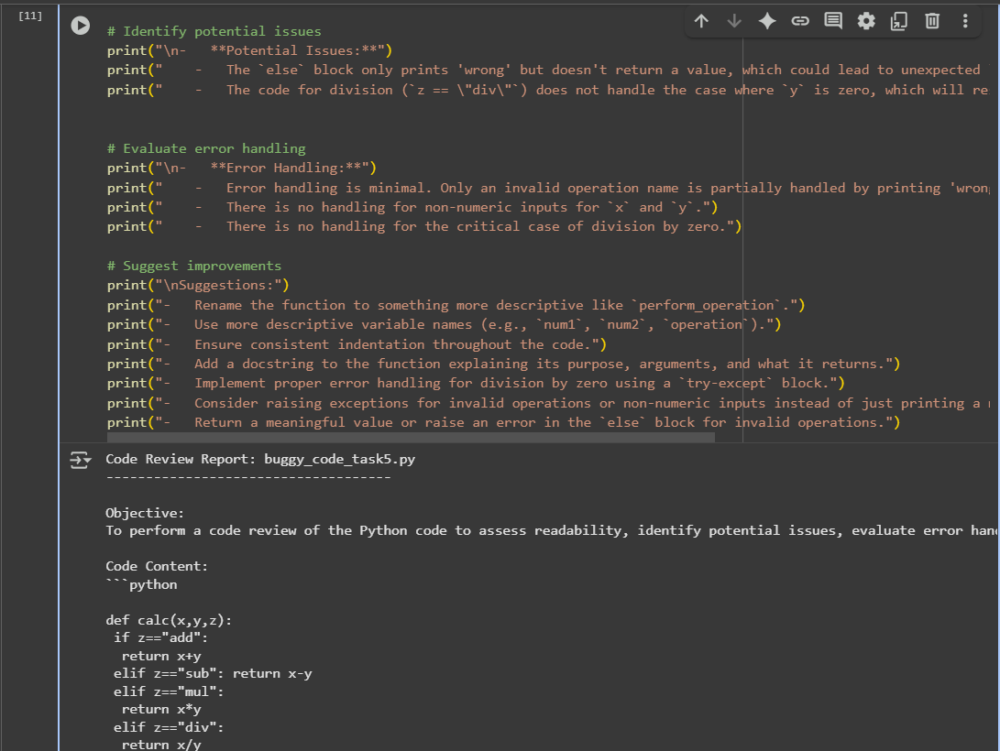 [11]
# Identify potential issues
print("\n-   **Potential Issues:**")
print("    -   The `else` block only prints 'wrong' but doesn't return a value, which could lead to unexpected
print("    -   The code for division (`z == \"div\"`) does not handle the case where `y` is zero, which will re
# Evaluate error handling
print("\n-   **Error Handling:**")
print("    -   Error handling is minimal. Only an invalid operation name is partially handled by printing 'wron
print("    -   There is no handling for non-numeric inputs for `x` and `y`.")
print("    -   There is no handling for the critical case of division by zero.")
# Suggest improvements
print("\nSuggestions:")
print("-   Rename the function to something more descriptive like `perform_operation`.")
print("-   Use more descriptive variable names (e.g., `num1`, `num2`, `operation`).")
print("-   Ensure consistent indentation throughout the code.")
print("-   Add a docstring to the function explaining its purpose, arguments, and what it returns.")
print("-   Implement proper error handling for division by zero using a `try-except` block.")
print("-   Consider raising exceptions for invalid operations or non-numeric inputs instead of just printing a
print("-   Return a meaningful value or raise an error in the `else` block for invalid operations.")
Code Review Report: buggy_code_task5.py
------------------------------------
Objective:
To perform a code review of the Python code to assess readability, identify potential issues, evaluate error han
Code Content:
```python
def calc(x,y,z):
 if z=="add":
  return x+y
 elif z=="sub": return x-y
 elif z=="mul":
  return x*y
 elif z=="div":
  return x/y